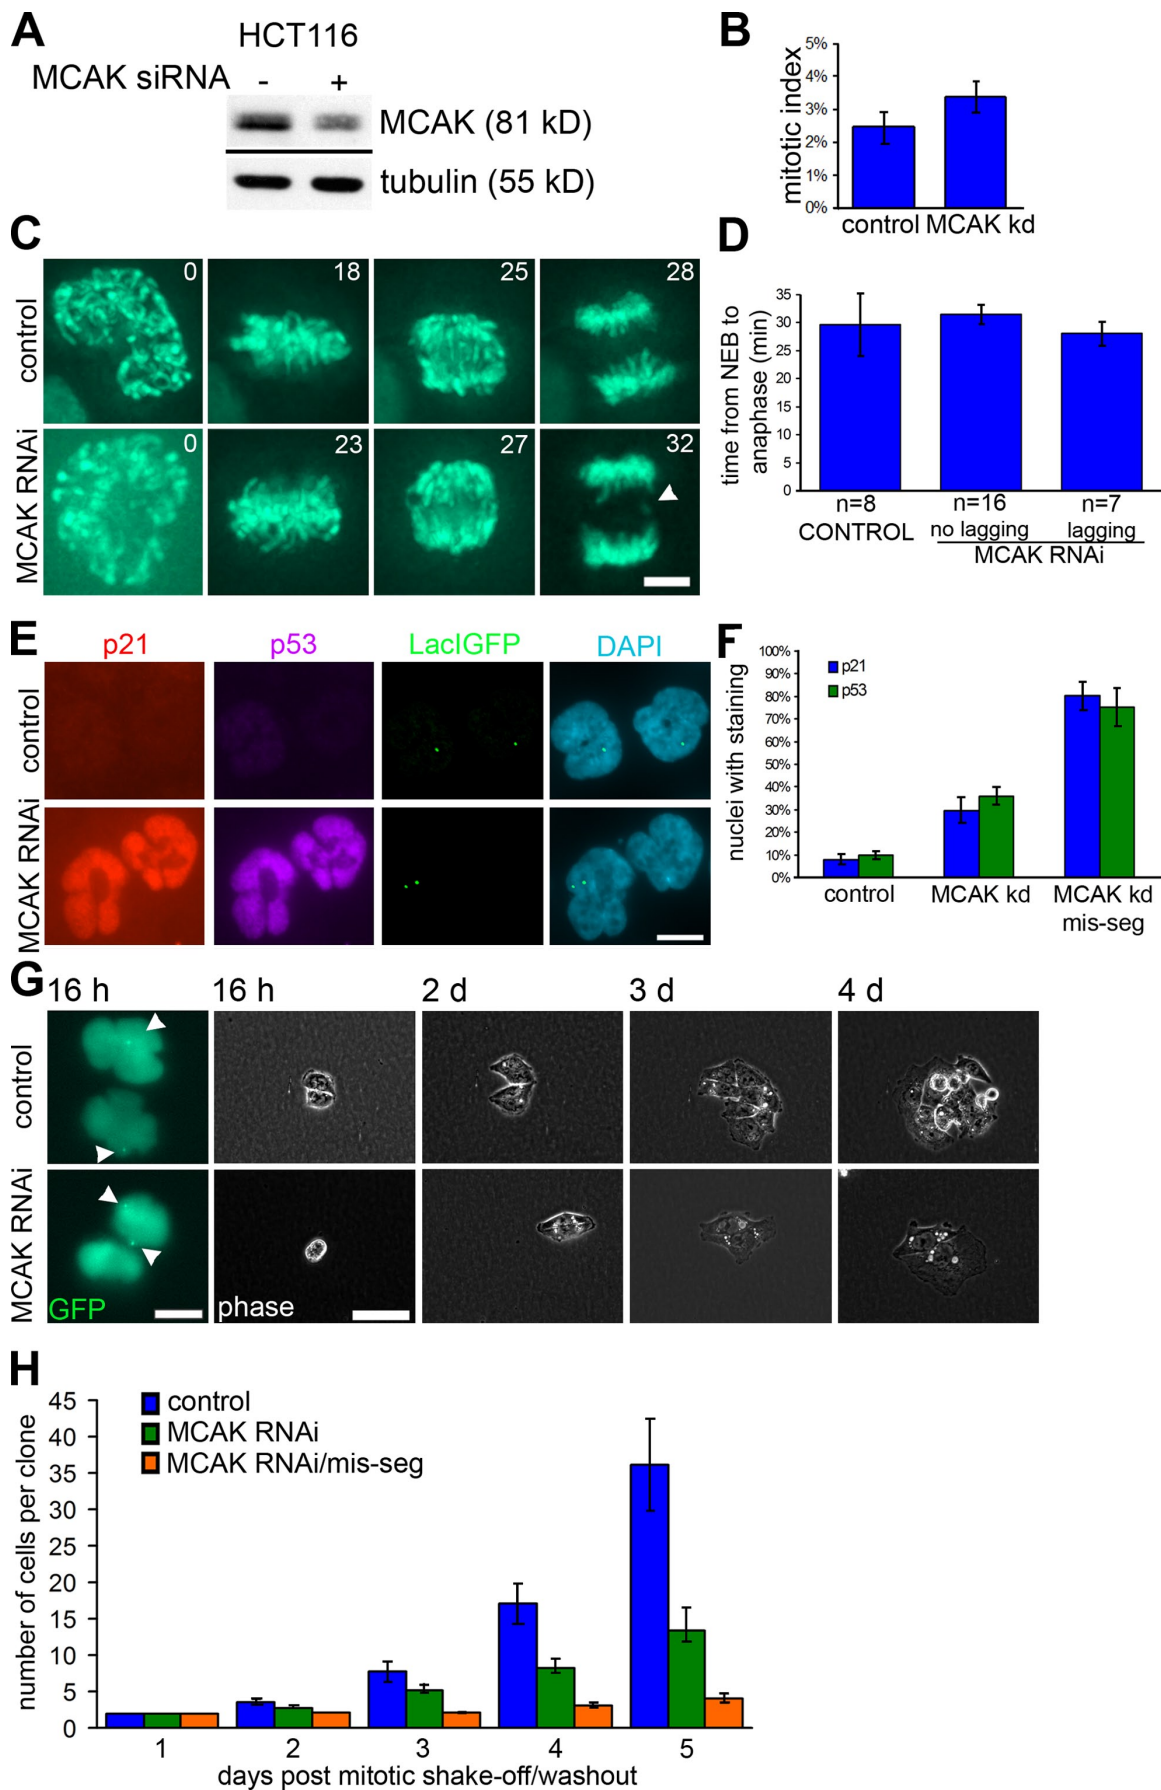 A
HCT116
MCAK siRNA - +
MCAK (81 kD)
tubulin (55 kD)
B
mitotic index
5%
4%
3%
2%
1%
0%
control MCAK kd
C
control
0 18 25 28
MCAK RNAi
0 23 27 32
D
time from NEB to
anaphase (min)
35
30
25
20
15
10
5
0
n=8 n=16 n=7
CONTROL no lagging lagging
MCAK RNAi
E
p21 p53 LacIGFP DAPI
control
MCAK RNAi
F
nuclei with staining
100%
90%
80%
70%
60%
50%
40%
30%
20%
10%
0%
p21
p53
control MCAK kd MCAK kd
mis-seg
G
16 h 16 h 2 d 3 d 4 d
control
MCAK RNAi
GFP phase
H
number of cells per clone
45
40
35
30
25
20
15
10
5
0
control
MCAK RNAi
MCAK RNAi/mis-seg
1 2 3 4 5
days post mitotic shake-off/washout